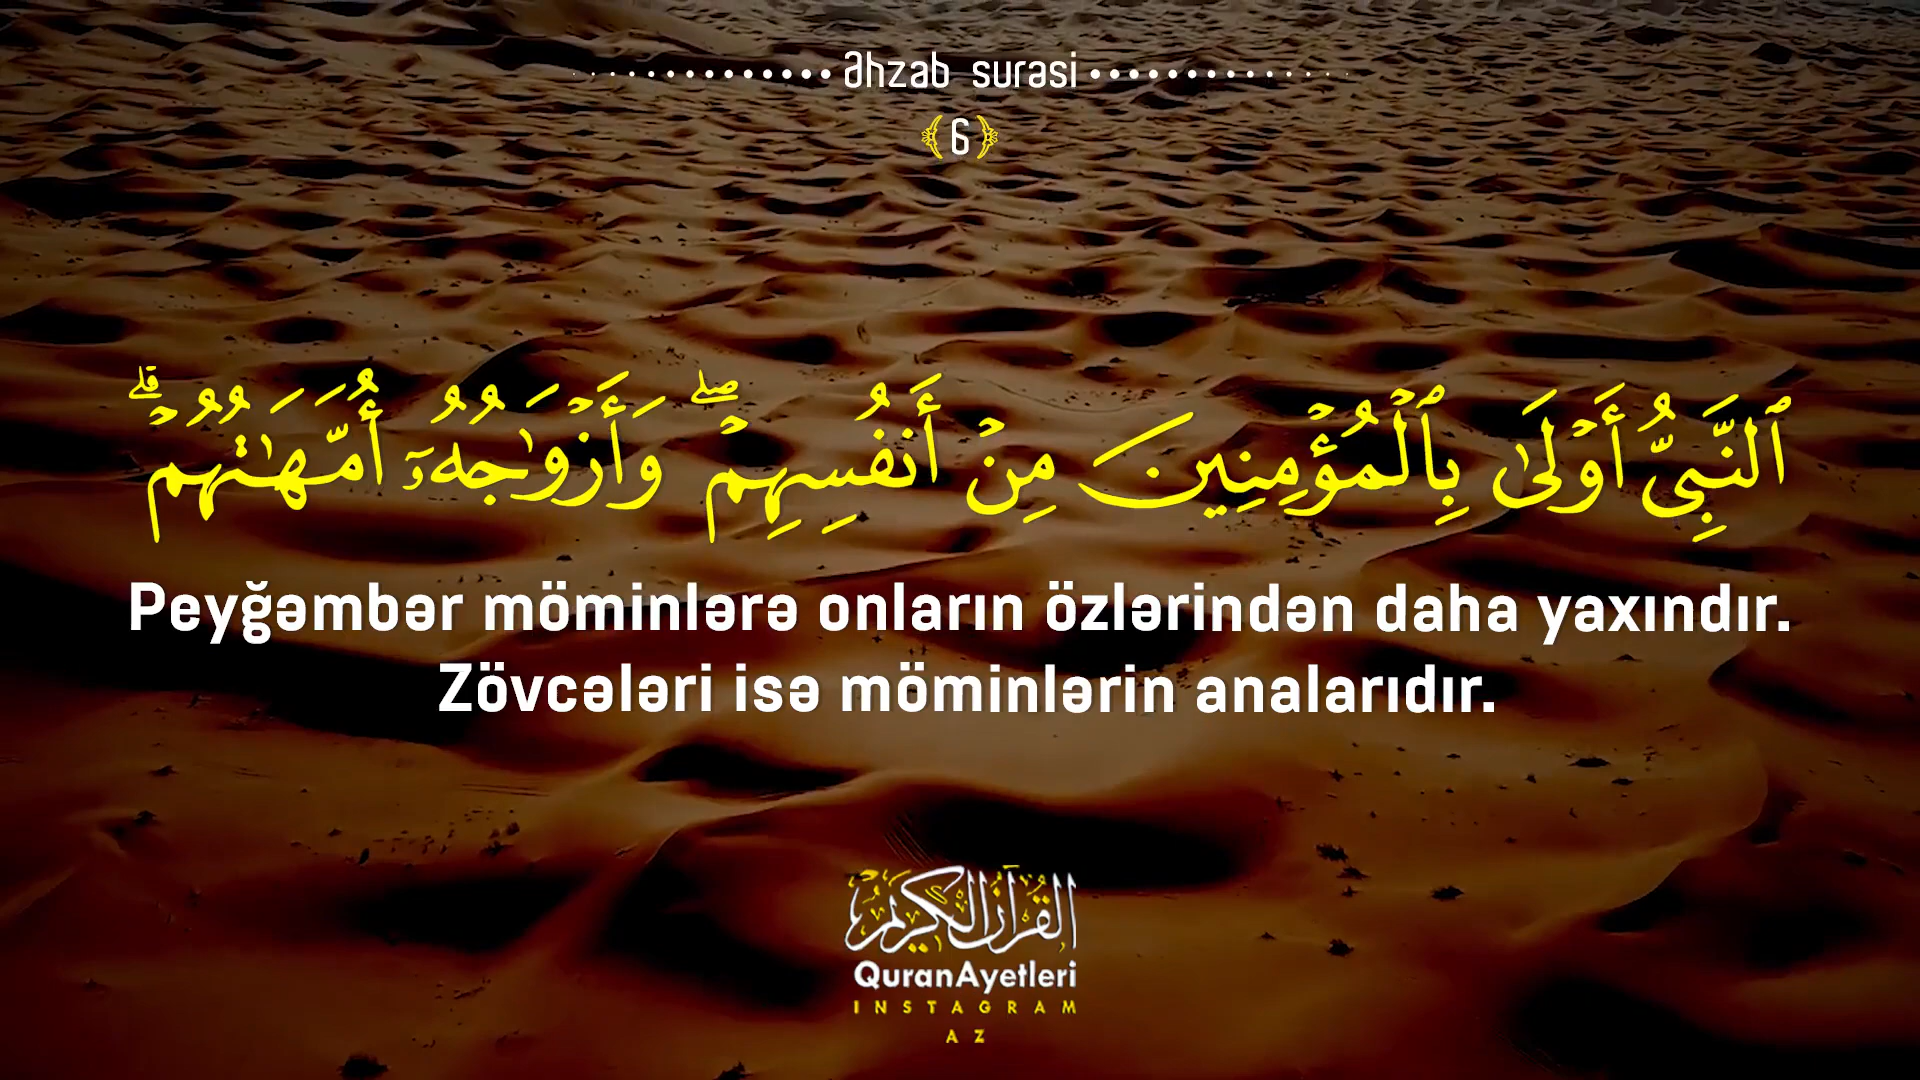 Əhzab surəsi
6
ٱلنَّبِيُّ أَوۡلَىٰ بِٱلۡمُؤۡمِنِينَ مِنۡ أَنفُسِهِمۡۖ وَأَزۡوَٰجُهُۥٓ أُمَّهَٰتُهُمۡۗ
Peyğəmbər möminlərə onların özlərindən daha yaxındır.
Zövcələri isə möminlərin analarıdır.
القرآن الكريم
QuranAyetleri
INSTAGRAM
AZ